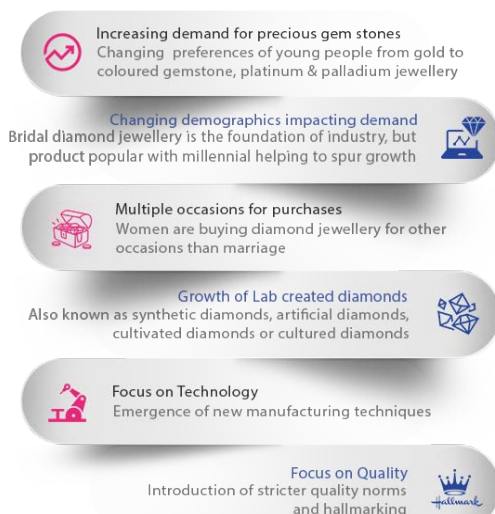 Increasing demand for precious gem stones
Changing preferences of young people from gold to
coloured gemstone, platinum & palladium jewellery
Changing demographics impacting demand
Bridal diamond jewellery is the foundation of industry, but
product popular with millennial helping to spur growth
Multiple occasions for purchases
Women are buying diamond jewellery for other
occasions than marriage
Growth of Lab created diamonds
Also known as synthetic diamonds, artificial diamonds,
cultivated diamonds or cultured diamonds
Focus on Technology
Emergence of new manufacturing techniques
Focus on Quality
Introduction of stricter quality norms
and hallmarking
Hallmark